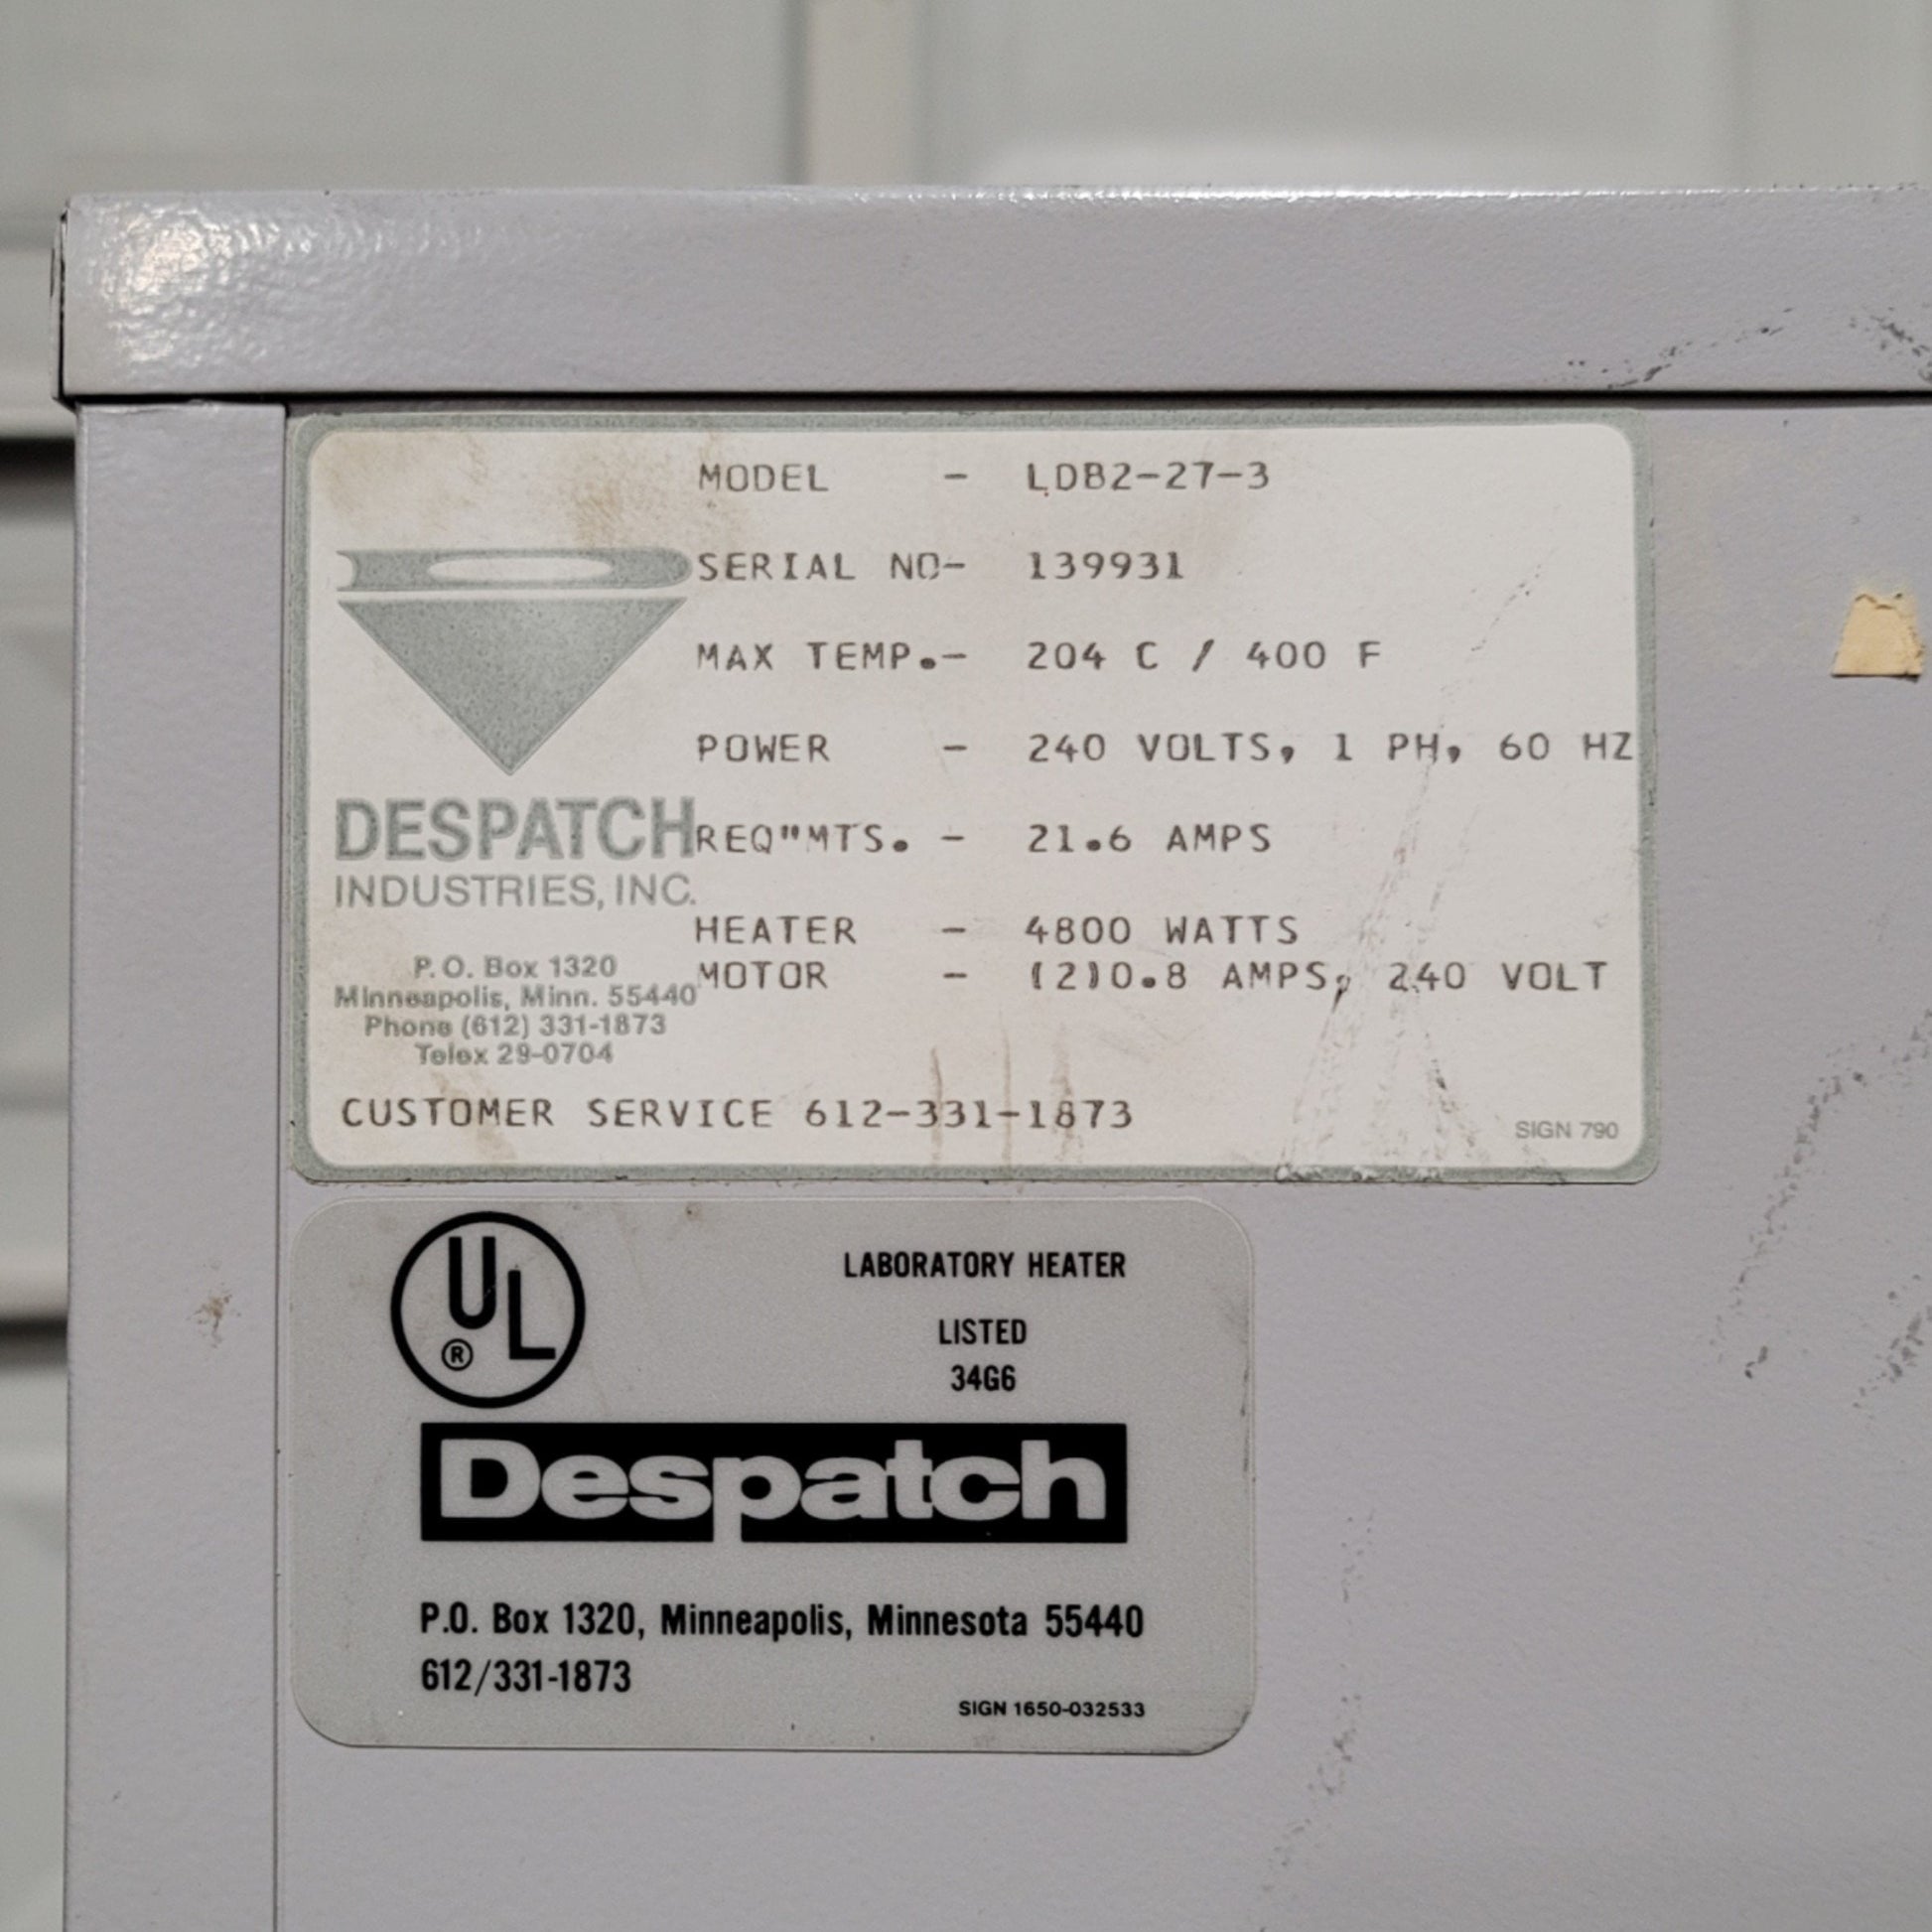 MODEL - LDB2-27-3
SERIAL NO- 139931
MAX TEMP.- 204 C / 400 F
POWER - 240 VOLTS, 1 PH, 60 HZ
REQ"MTS. - 21.6 AMPS
HEATER - 4800 WATTS
MOTOR - (2)0.8 AMPS, 240 VOLT
DESPATCH
INDUSTRIES, INC.
P. O. Box 1320
Minneapolis, Minn. 55440
Phone (612) 331-1873
Telex 29-0704
CUSTOMER SERVICE 612-331-1873
SIGN 790
UL
®
LABORATORY HEATER
LISTED
34G6
Despatch
P.O. Box 1320, Minneapolis, Minnesota 55440
612/331-1873
SIGN 1650-032533